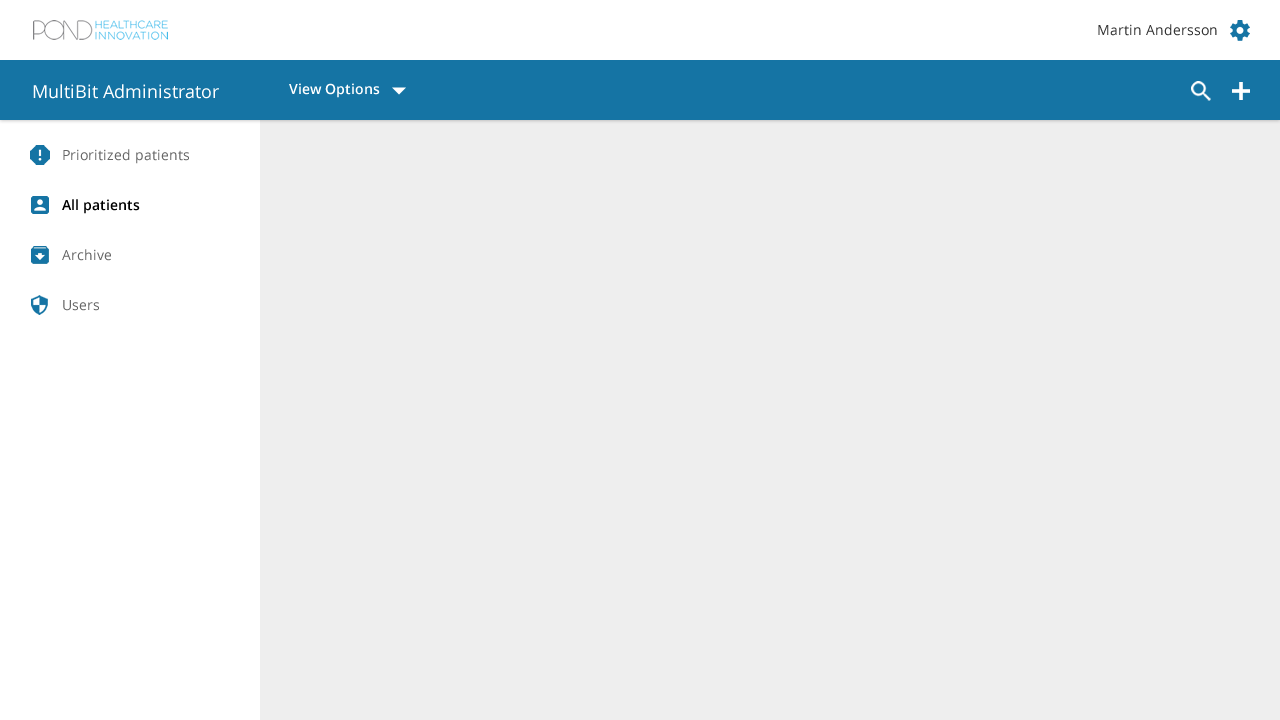 POND HEALTHCARE
INNOVATION
Martin Andersson
MultiBit Administrator
View Options
Prioritized patients
All patients
Archive
Users